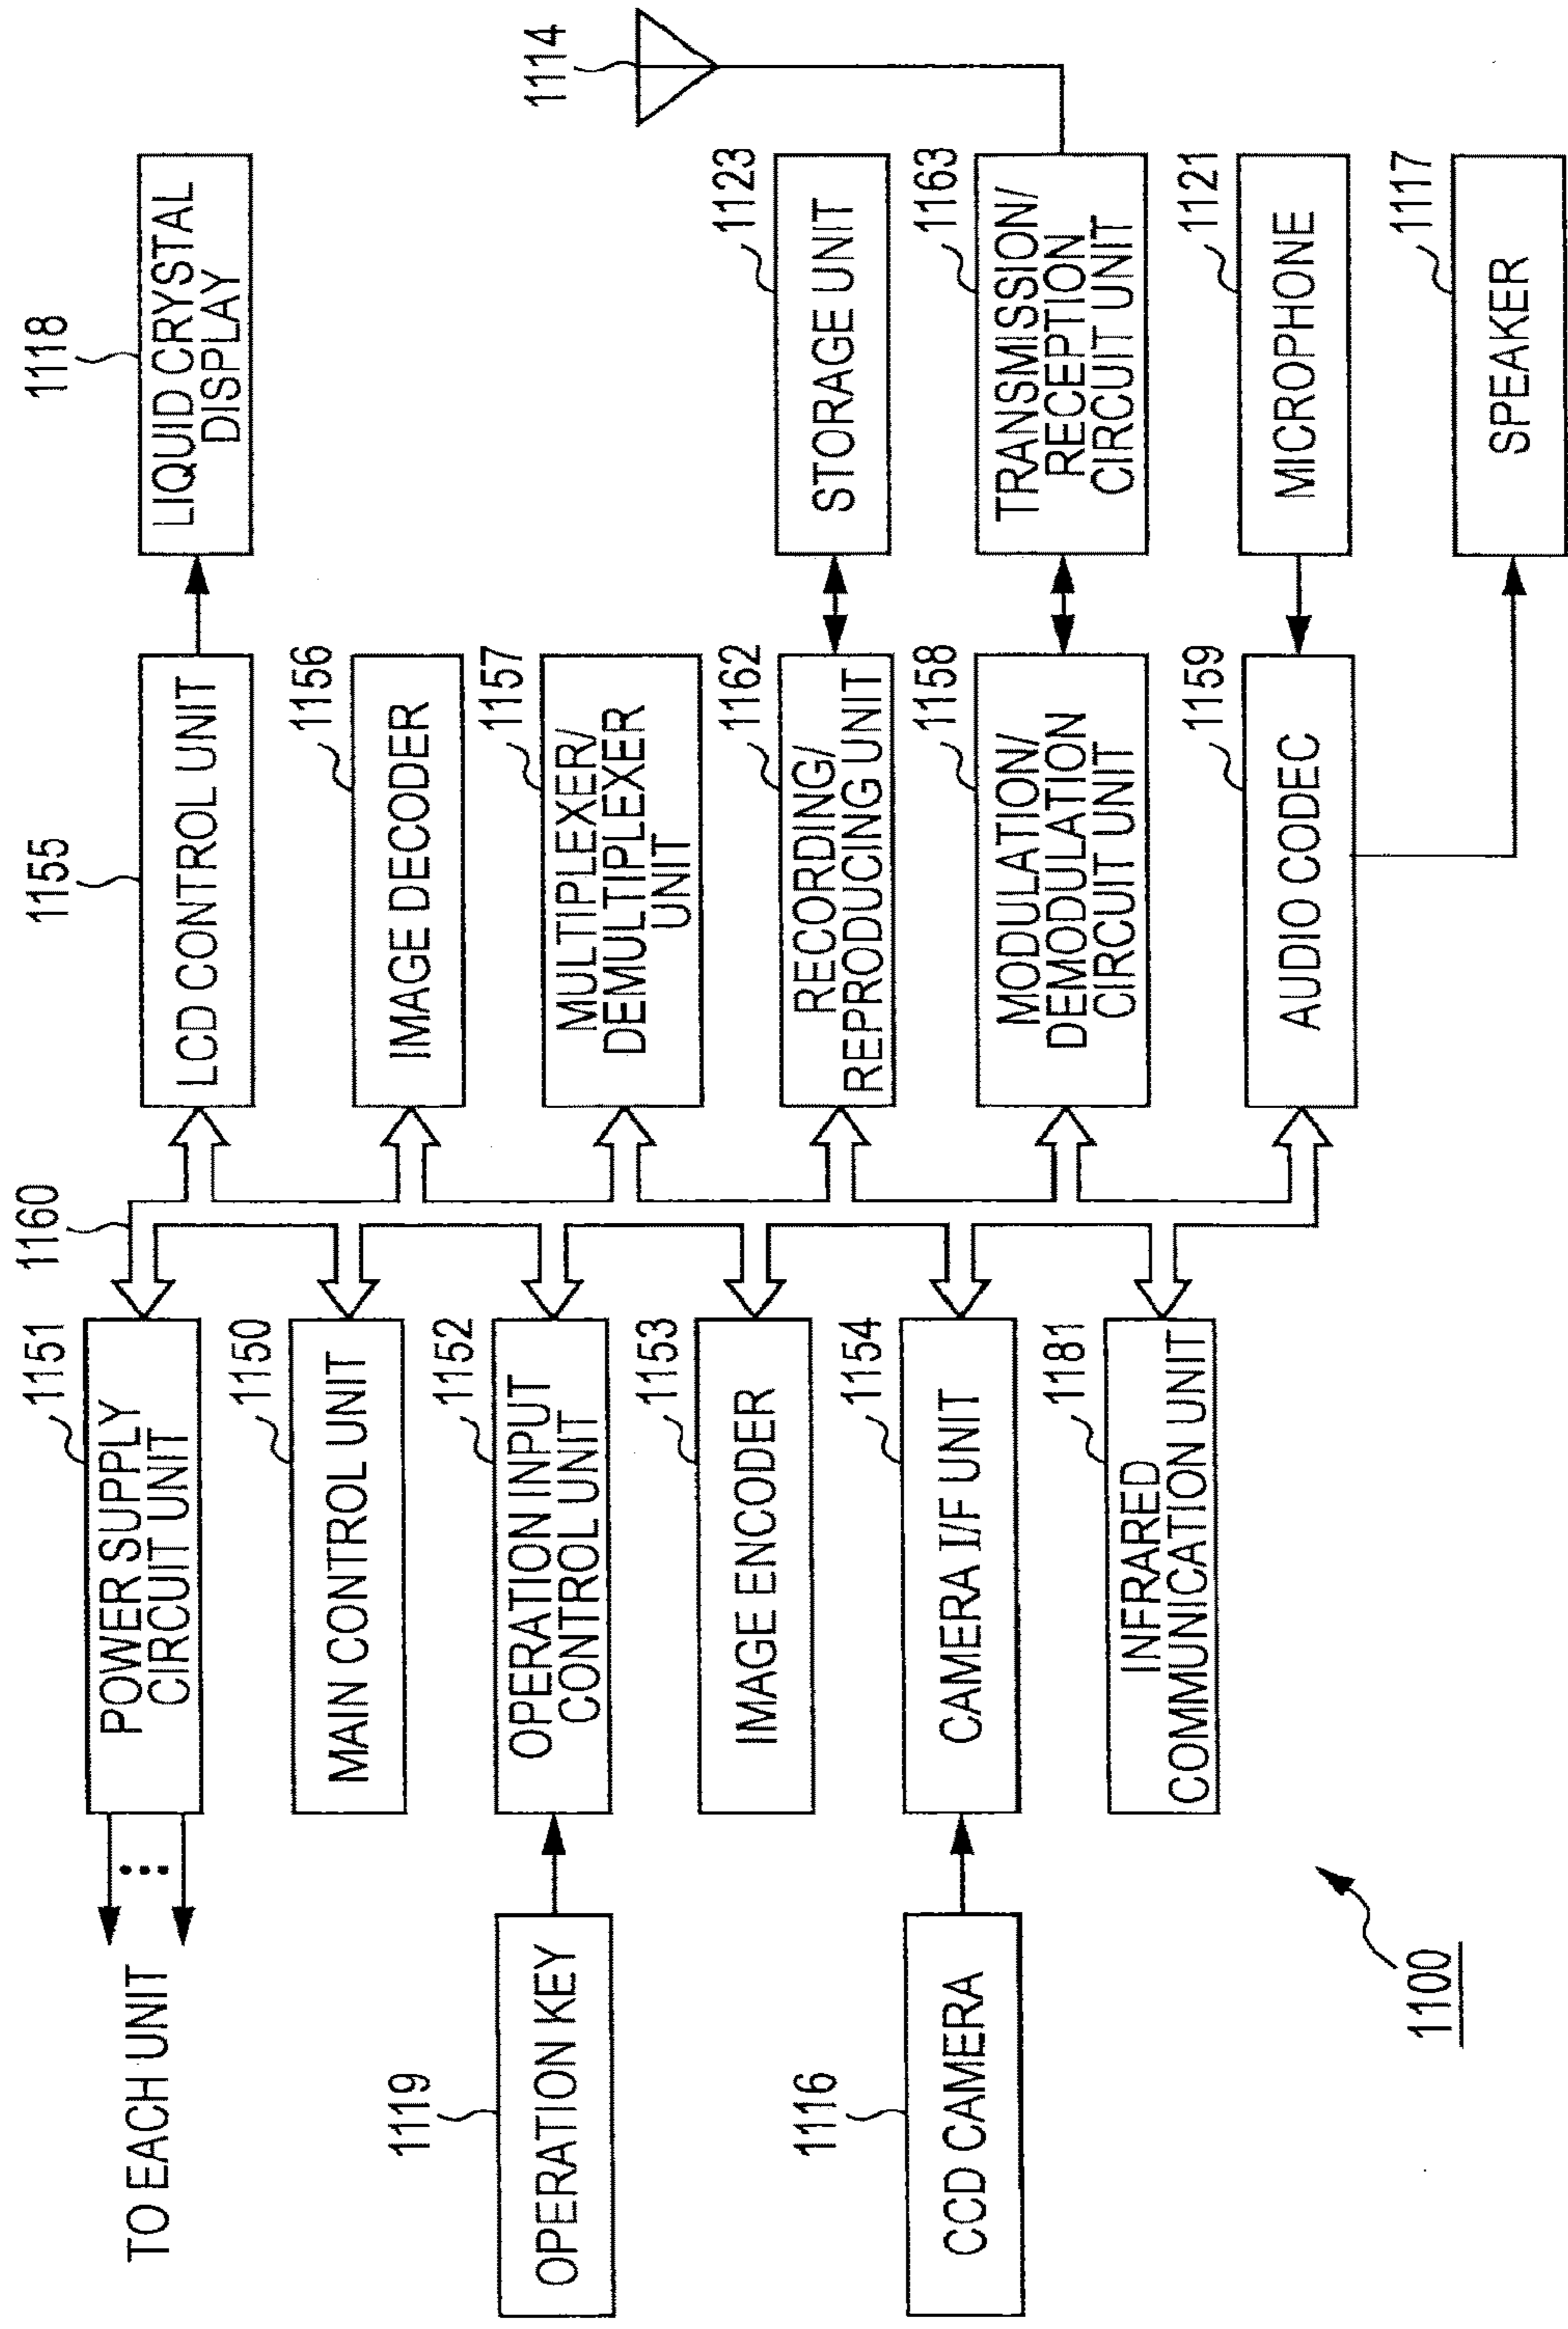 1118
LIQUID CRYSTAL
DISPLAY
1155
LCD CONTROL UNIT
1160
1151
POWER SUPPLY
CIRCUIT UNIT
TO EACH UNIT
1156
IMAGE DECODER
1150
MAIN CONTROL UNIT
1114
1157
MULTIPLEXER/
DEMULTIPLEXER
UNIT
1152
OPERATION INPUT
CONTROL UNIT
1119
OPERATION KEY
1123
STORAGE UNIT
1162
RECORDING/
REPRODUCING UNIT
1153
IMAGE ENCODER
1163
TRANSMISSION/
RECEPTION
CIRCUIT UNIT
1158
MODULATION/
DEMODULATION
CIRCUIT UNIT
1154
CAMERA I/F UNIT
1116
CCD CAMERA
1121
MICROPHONE
1159
AUDIO CODEC
1181
INFRARED
COMMUNICATION UNIT
1117
SPEAKER
1100